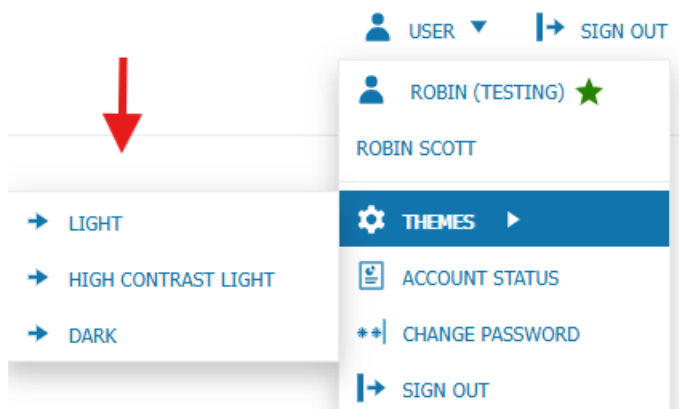 USER ▼ SIGN OUT
ROBIN (TESTING)
ROBIN SCOTT
THEMES
ACCOUNT STATUS
CHANGE PASSWORD
SIGN OUT
LIGHT
HIGH CONTRAST LIGHT
DARK